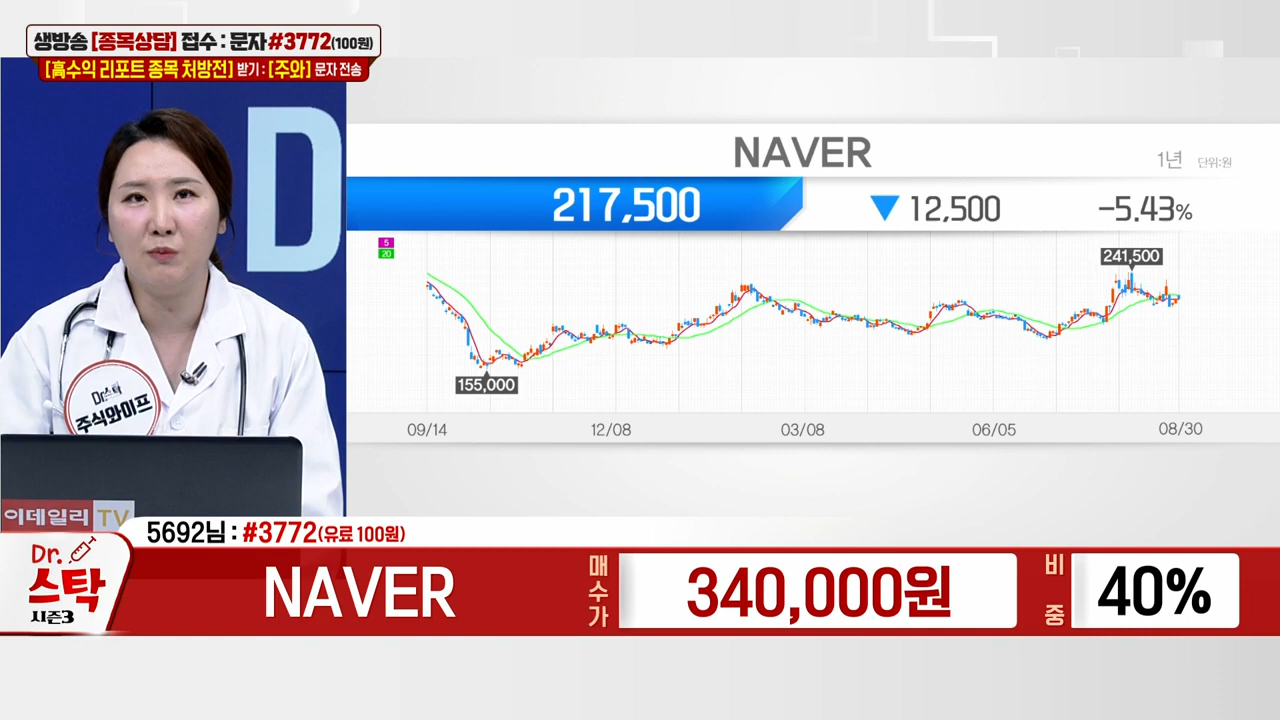 생방송 [종목상담] 접수 : 문자#3772(100원)
[高수익 리포트 종목 처방전] 받기 : [주와] 문자 전송
D
NAVER
1년 단위:원
217,500
▼ 12,500 -5.43%
5
20
241,500
155,000
09/14 12/08 03/08 06/05 08/30
Dr.스탁
주식와이프
이데일리 TV
5692님 : #3772(유료 100원)
Dr.
스탁
시즌3
NAVER
매수가
340,000원
비중
40%